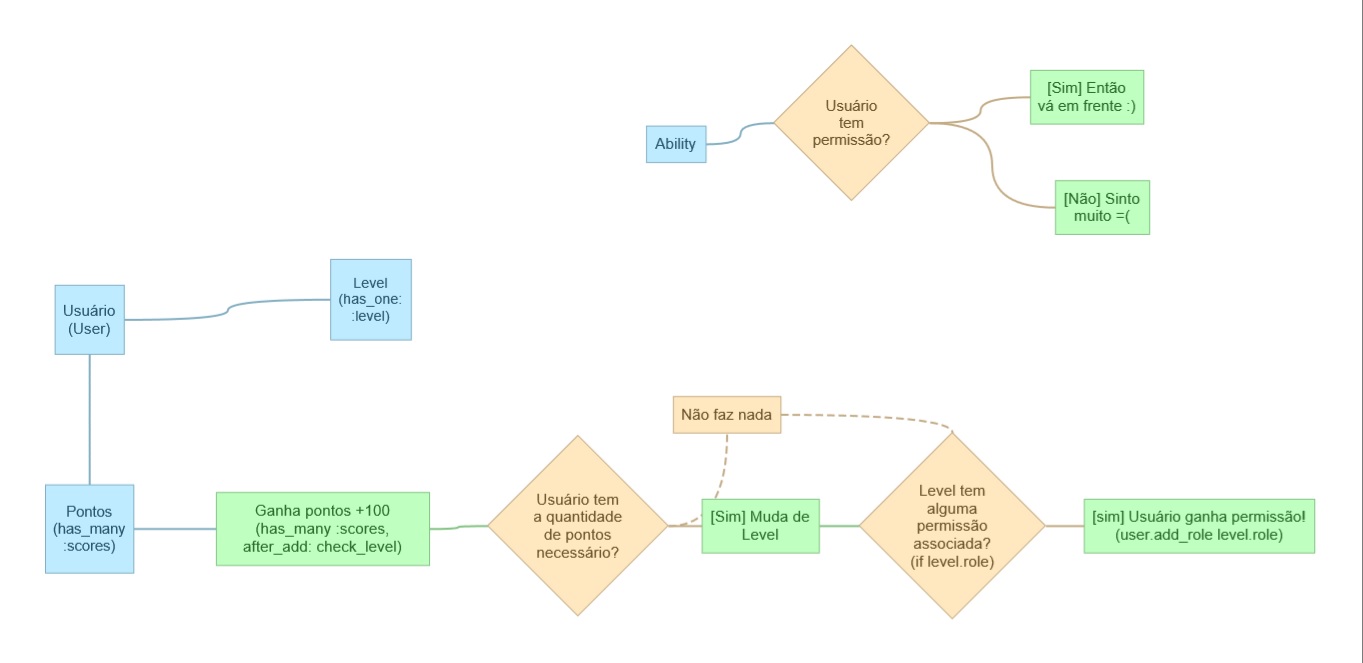 Usuário
tem
permissão?
[Sim] Então
vá em frente :)
Ability
[Não] Sinto
muito =(
Usuário
(User)
Level
(has_one:
:level)
Não faz nada
Pontos
(has_many
:scores)
Ganha pontos +100
(has_many :scores,
after_add: check_level)
Usuário tem
a quantidade
de pontos
necessário?
[Sim] Muda de
Level
Level tem
alguma
permissão
associada?
(if level.role)
[sim] Usuário ganha permissão!
(user.add_role level.role)